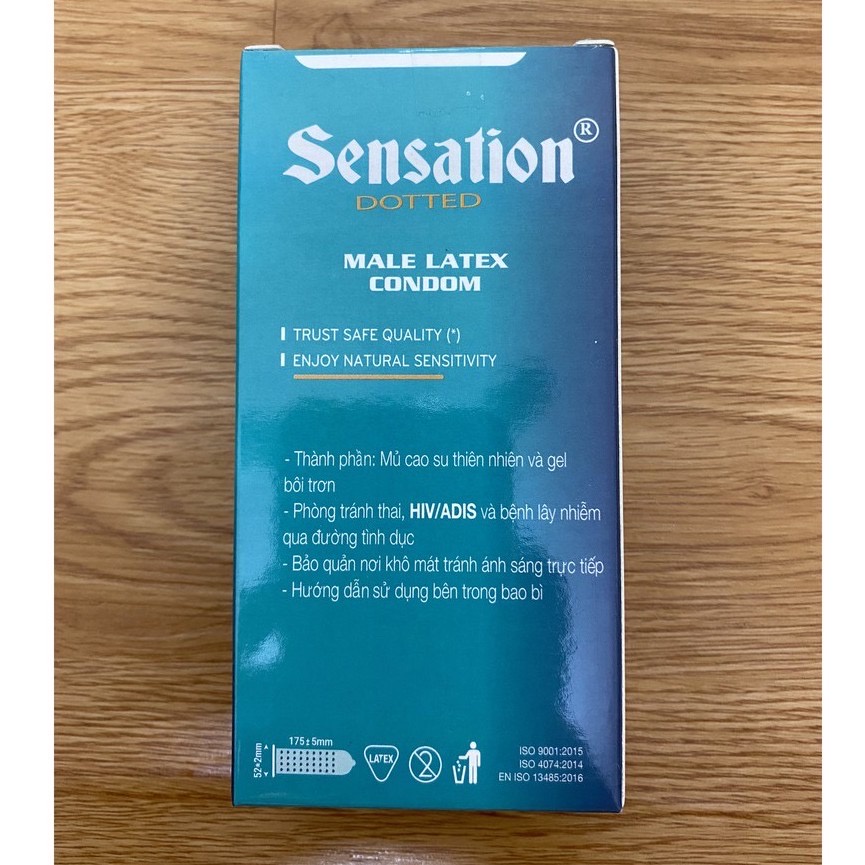 Sensation®
DOTTED
MALE LATEX
CONDOM
TRUST SAFE QUALITY (*)
ENJOY NATURAL SENSITIVITY
- Thành phần: Mủ cao su thiên nhiên và gel
bôi trơn
- Phòng tránh thai, HIV/ADIS và bệnh lây nhiễm
qua đường tình dục
- Bảo quản nơi khô mát tránh ánh sáng trực tiếp
- Hướng dẫn sử dụng bên trong bao bì
175±5mm
52±2mm
LATEX
2
ISO 9001:2015
ISO 4074:2014
EN ISO 13485:2016